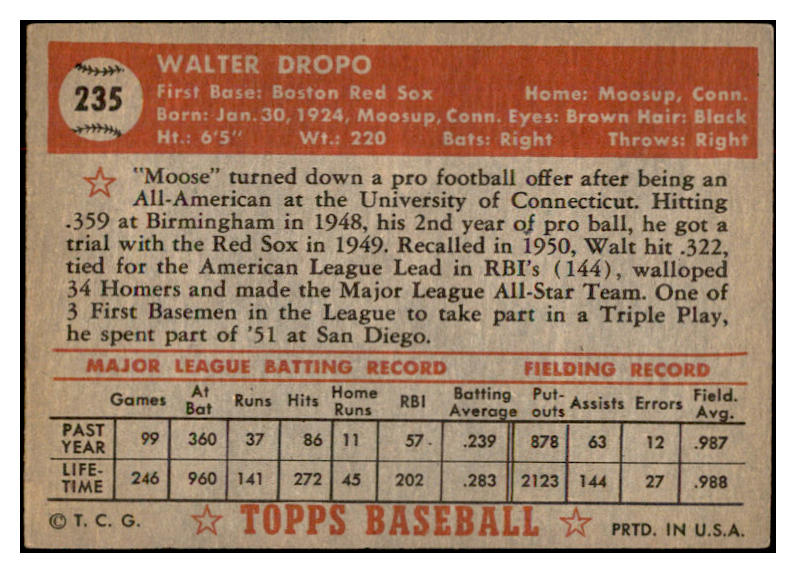 235
WALTER DROPO
First Base: Boston Red Sox Home: Moosup, Conn.
Born: Jan. 30, 1924, Moosup, Conn. Eyes: Brown Hair: Black
Ht.: 6'5" Wt.: 220 Bats: Right Throws: Right
"Moose" turned down a pro football offer after being an
All-American at the University of Connecticut. Hitting
.359 at Birmingham in 1948, his 2nd year of pro ball, he got a
trial with the Red Sox in 1949. Recalled in 1950, Walt hit .322,
tied for the American League Lead in RBI's (144), walloped
34 Homers and made the Major League All-Star Team. One of
3 First Basemen in the League to take part in a Triple Play,
he spent part of '51 at San Diego.
MAJOR LEAGUE BATTING RECORD FIELDING RECORD
Games At Bat Runs Hits Home Runs RBI Batting Average Put-outs Assists Errors Field. Avg.
PAST YEAR 99 360 37 86 11 57 .239 878 63 12 .987
LIFE-TIME 246 960 141 272 45 202 .283 2123 144 27 .988
© T. C. G. TOPPS BASEBALL PRTD. IN U.S.A.